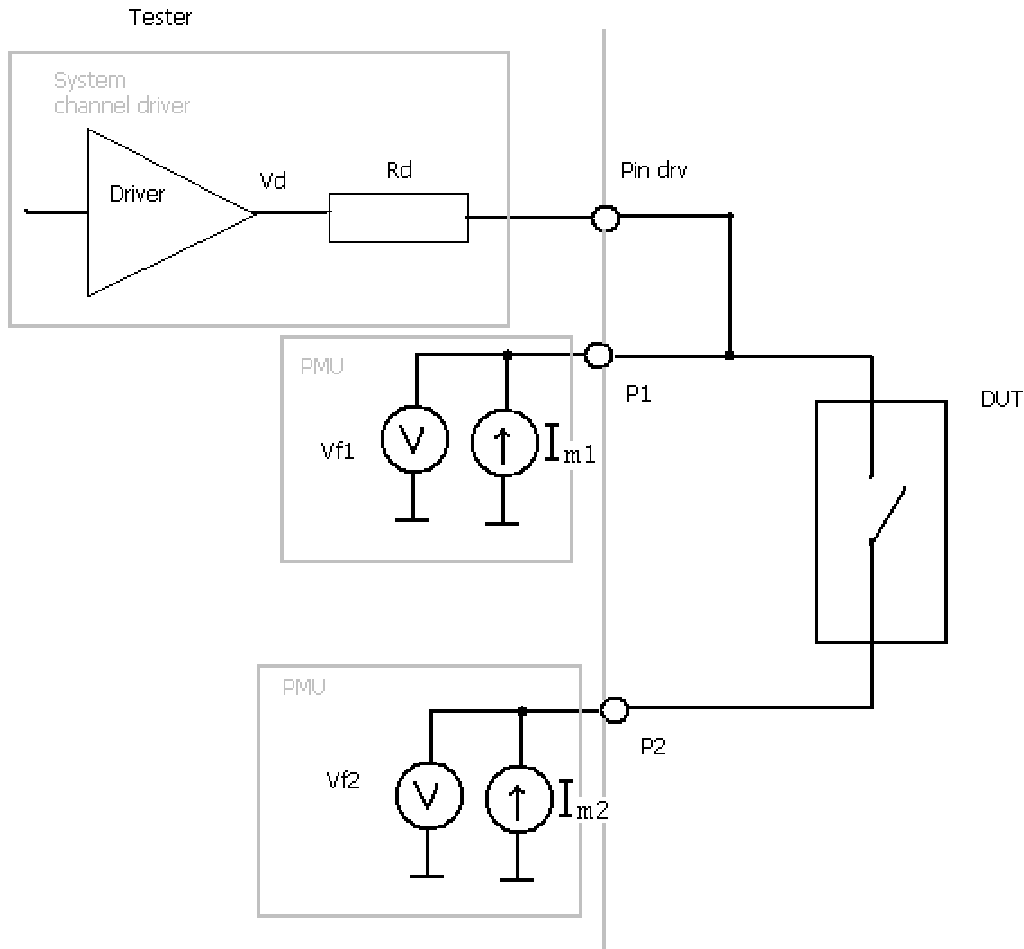 Tester
System
channel driver
Driver
Vd
Rd
Pin drv
PMU
P1
DUT
Vf1
V
Im1
PMU
P2
Vf2
V
Im2